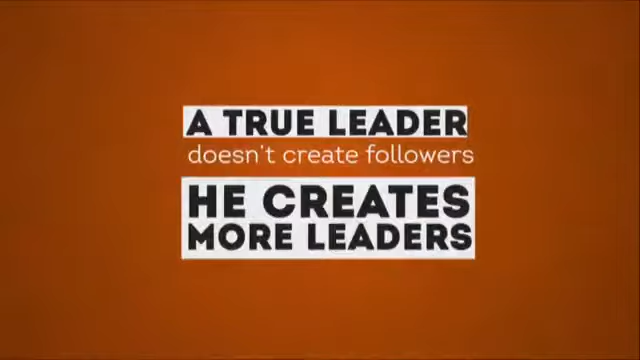 A TRUE LEADER
doesn't create followers
HE CREATES
MORE LEADERS